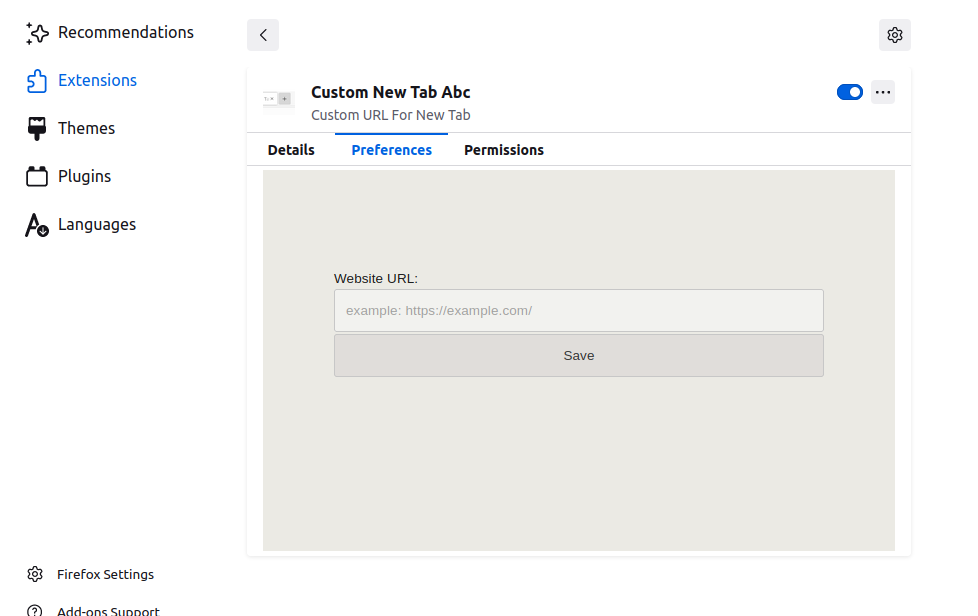 Recommendations
Extensions
Themes
Plugins
Languages
Firefox Settings
Add-ons Support
Custom New Tab Abc
Custom URL For New Tab
Details Preferences Permissions
Website URL:
example: https://example.com/
Save